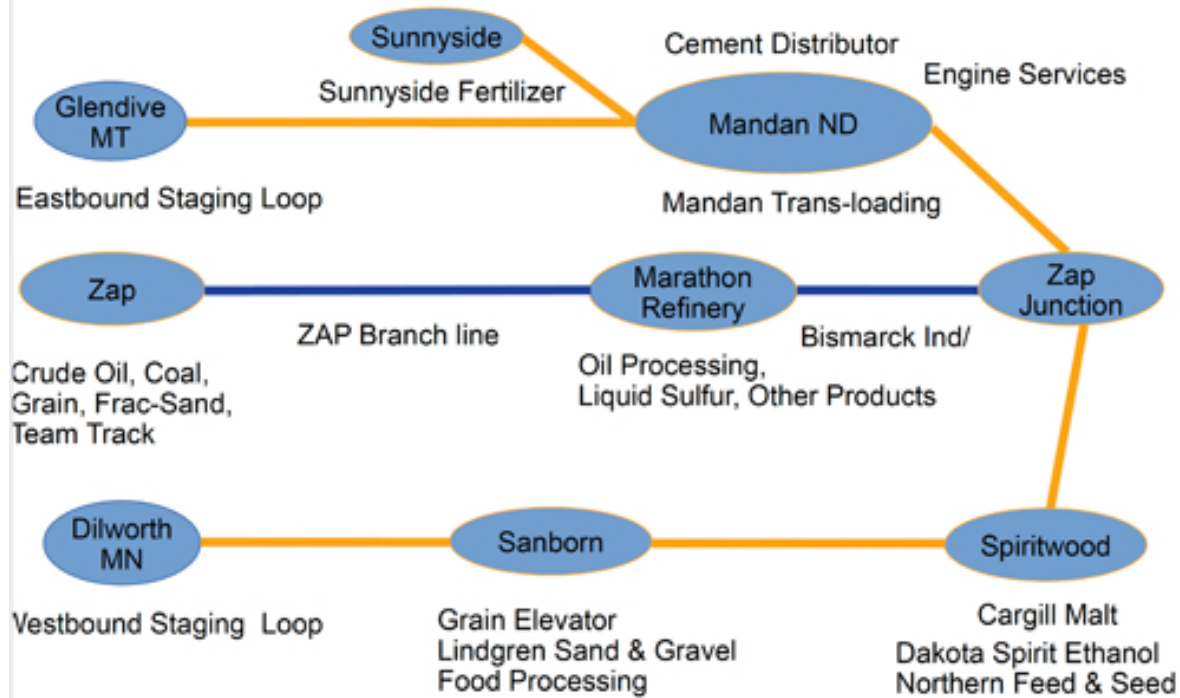 Sunnyside
Cement Distributor
Engine Services
Sunnyside Fertilizer
Glendive
MT
Mandan ND
Eastbound Staging Loop
Mandan Trans-loading
Zap
Marathon
Refinery
Zap
Junction
ZAP Branch line
Bismarck Ind/
Crude Oil, Coal,
Grain, Frac-Sand,
Team Track
Oil Processing,
Liquid Sulfur, Other Products
Dilworth
MN
Sanborn
Spiritwood
Westbound Staging Loop
Grain Elevator
Lindgren Sand & Gravel
Food Processing
Cargill Malt
Dakota Spirit Ethanol
Northern Feed & Seed